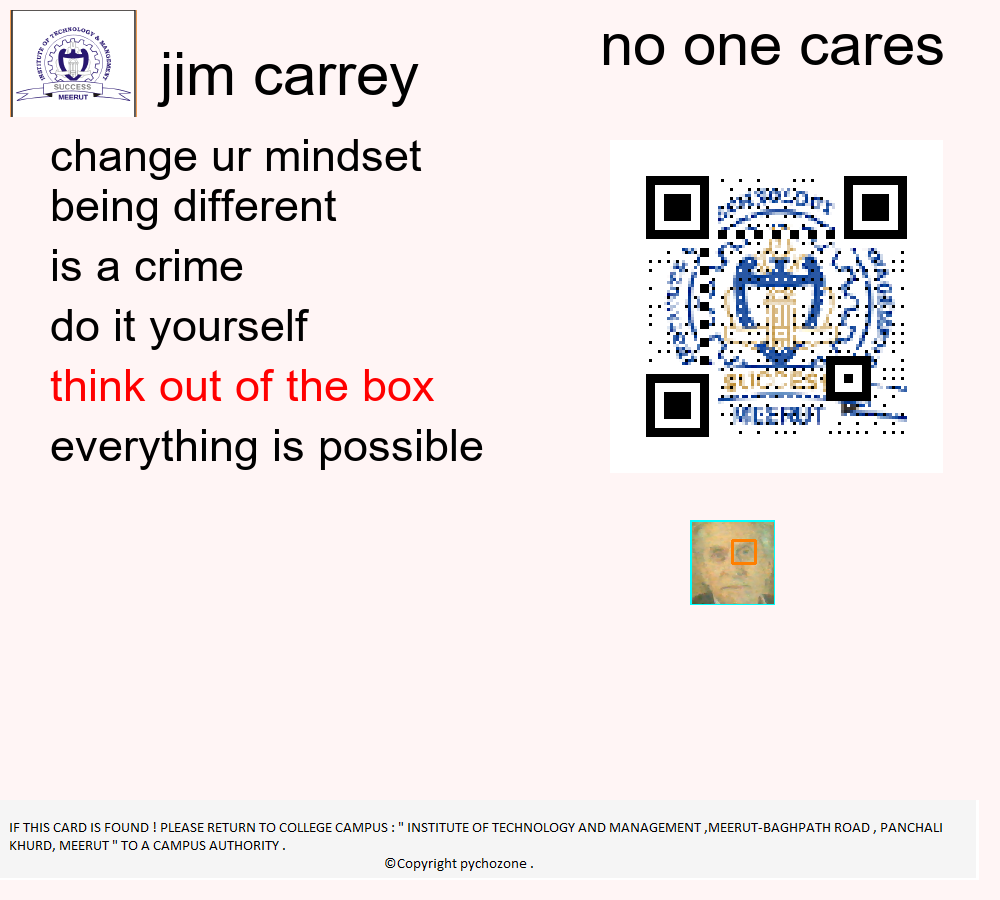 INSTITUTE OF TECHNOLOGY & MANAGEMENT
SUCCESS
MEERUT
jim carrey
no one cares
change ur mindset
being different
is a crime
do it yourself
think out of the box
everything is possible
SUCCESS
MEERUT
IF THIS CARD IS FOUND ! PLEASE RETURN TO COLLEGE CAMPUS : " INSTITUTE OF TECHNOLOGY AND MANAGEMENT ,MEERUT-BAGHPATH ROAD , PANCHALI
KHURD, MEERUT " TO A CAMPUS AUTHORITY .
©Copyright pychozone .